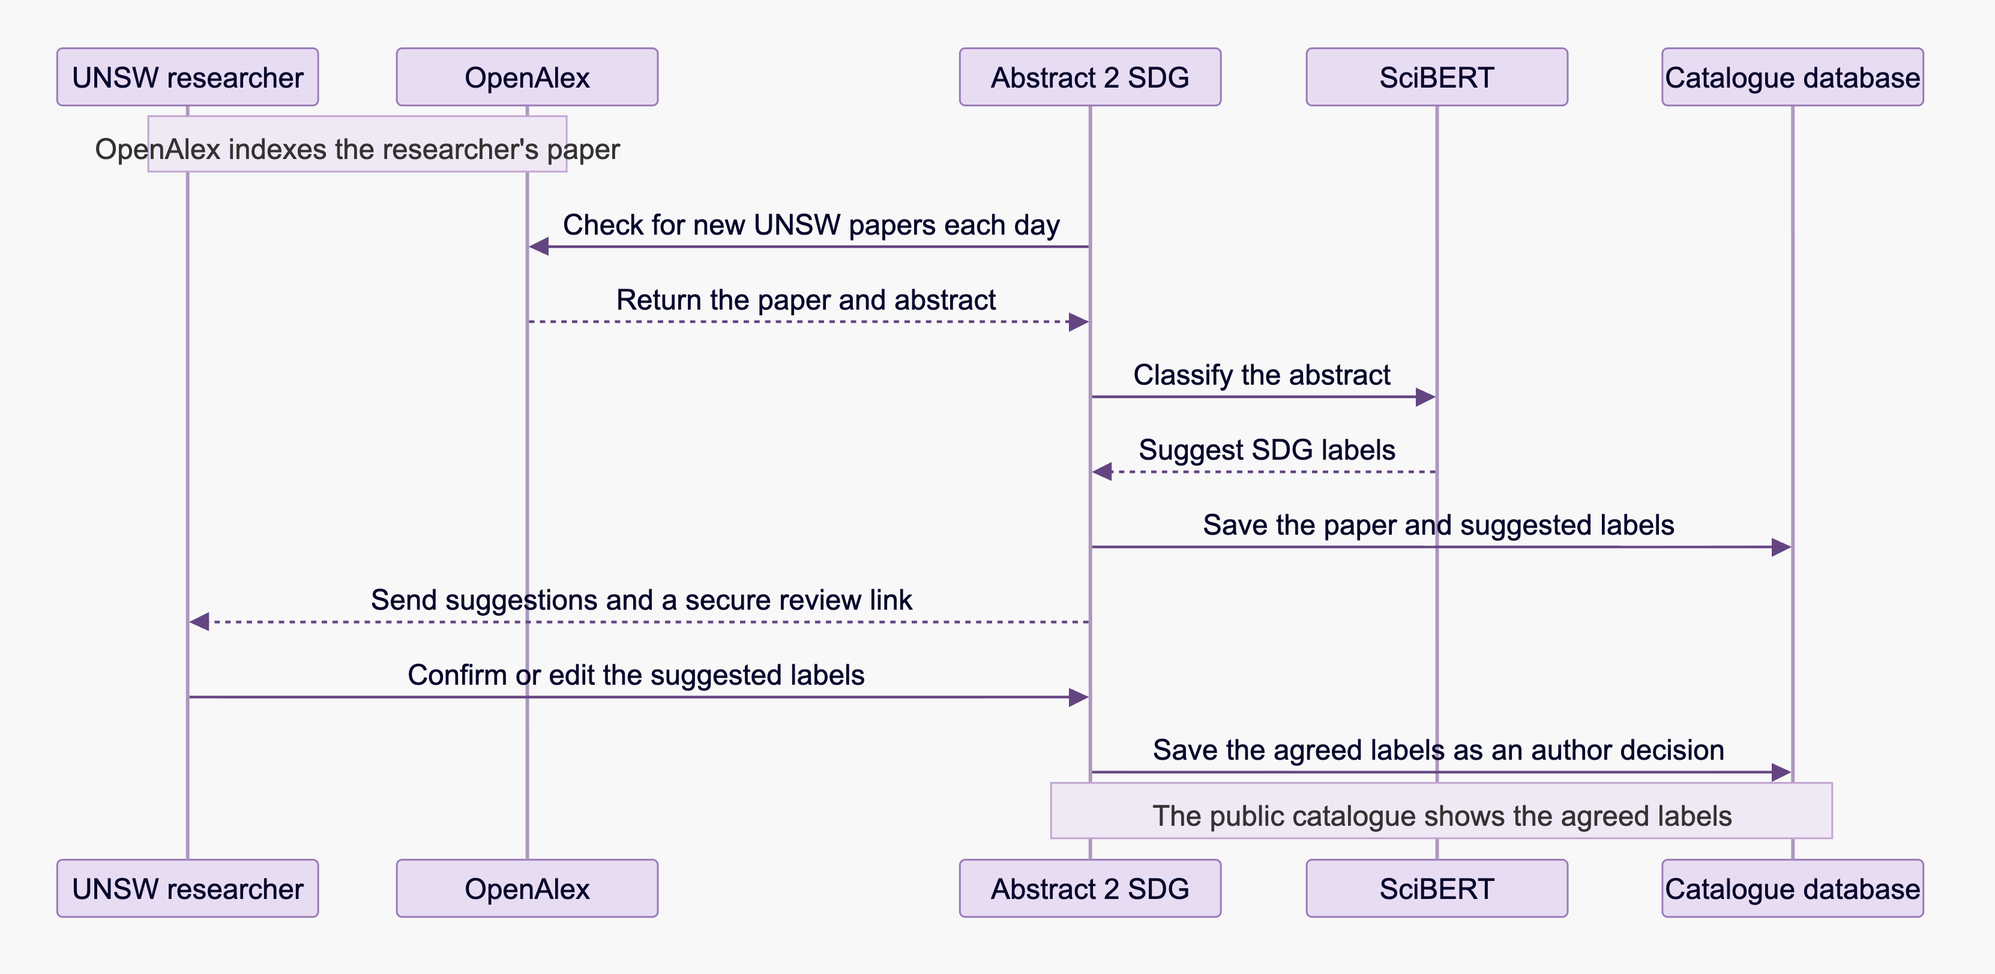 UNSW researcher
OpenAlex
Abstract 2 SDG
SciBERT
Catalogue database
OpenAlex indexes the researcher's paper
Check for new UNSW papers each day
Return the paper and abstract
Classify the abstract
Suggest SDG labels
Save the paper and suggested labels
Send suggestions and a secure review link
Confirm or edit the suggested labels
Save the agreed labels as an author decision
The public catalogue shows the agreed labels
UNSW researcher
OpenAlex
Abstract 2 SDG
SciBERT
Catalogue database